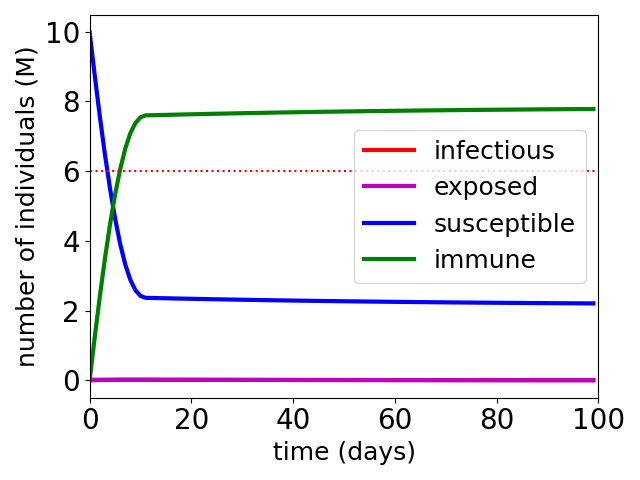 number of individuals (M)
10
8
6
4
2
0
infectious
exposed
susceptible
immune
0 20 40 60 80 100
time (days)